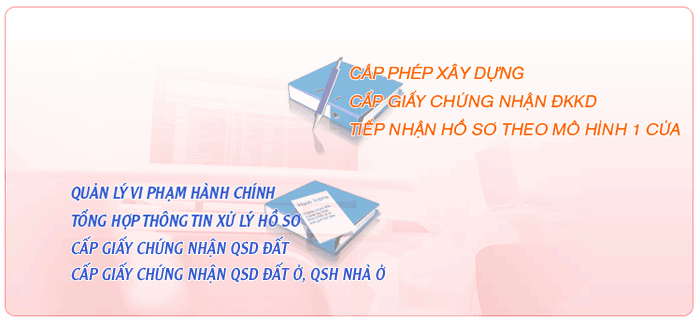 CẤP PHÉP XÂY DỰNG
CẤP GIẤY CHỨNG NHẬN ĐKKD
TIẾP NHẬN HỒ SƠ THEO MÔ HÌNH 1 CỬA
QUẢN LÝ VI PHẠM HÀNH CHÍNH
TỔNG HỢP THÔNG TIN XỬ LÝ HỒ SƠ
CẤP GIẤY CHỨNG NHẬN QSD ĐẤT
CẤP GIẤY CHỨNG NHẬN QSD ĐẤT Ở, QSH NHÀ Ở